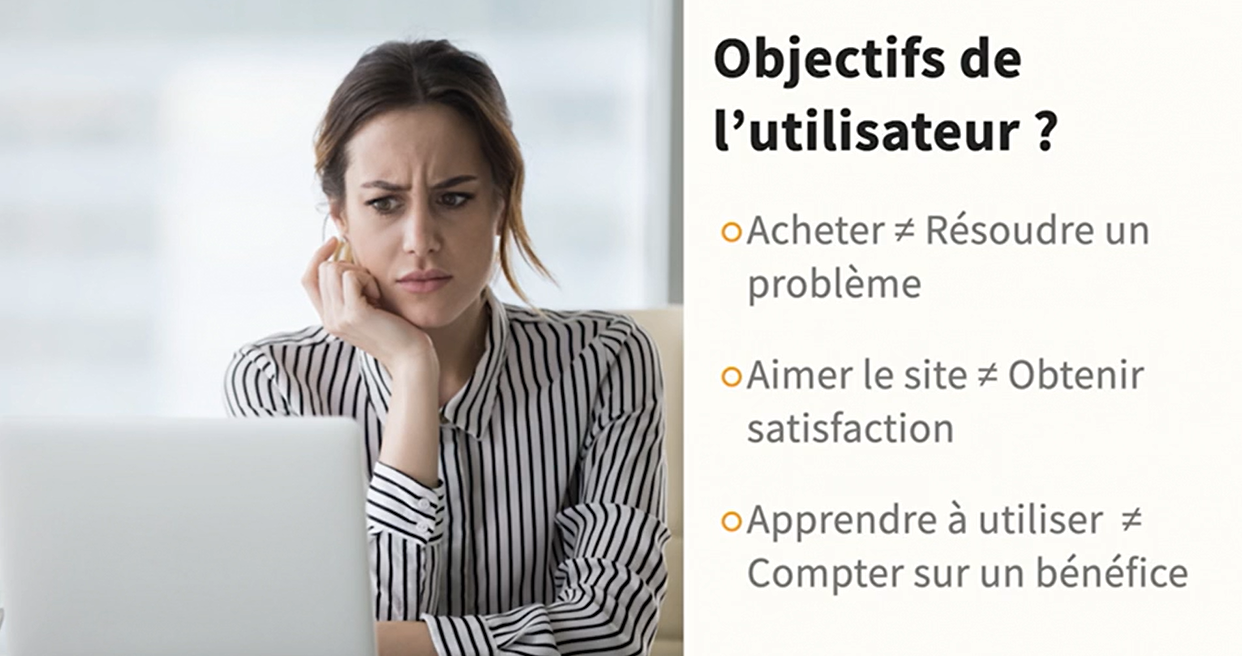 Objectifs de
l’utilisateur ?
Acheter ≠ Résoudre un
problème
Aimer le site ≠ Obtenir
satisfaction
Apprendre à utiliser ≠
Compter sur un bénéfice